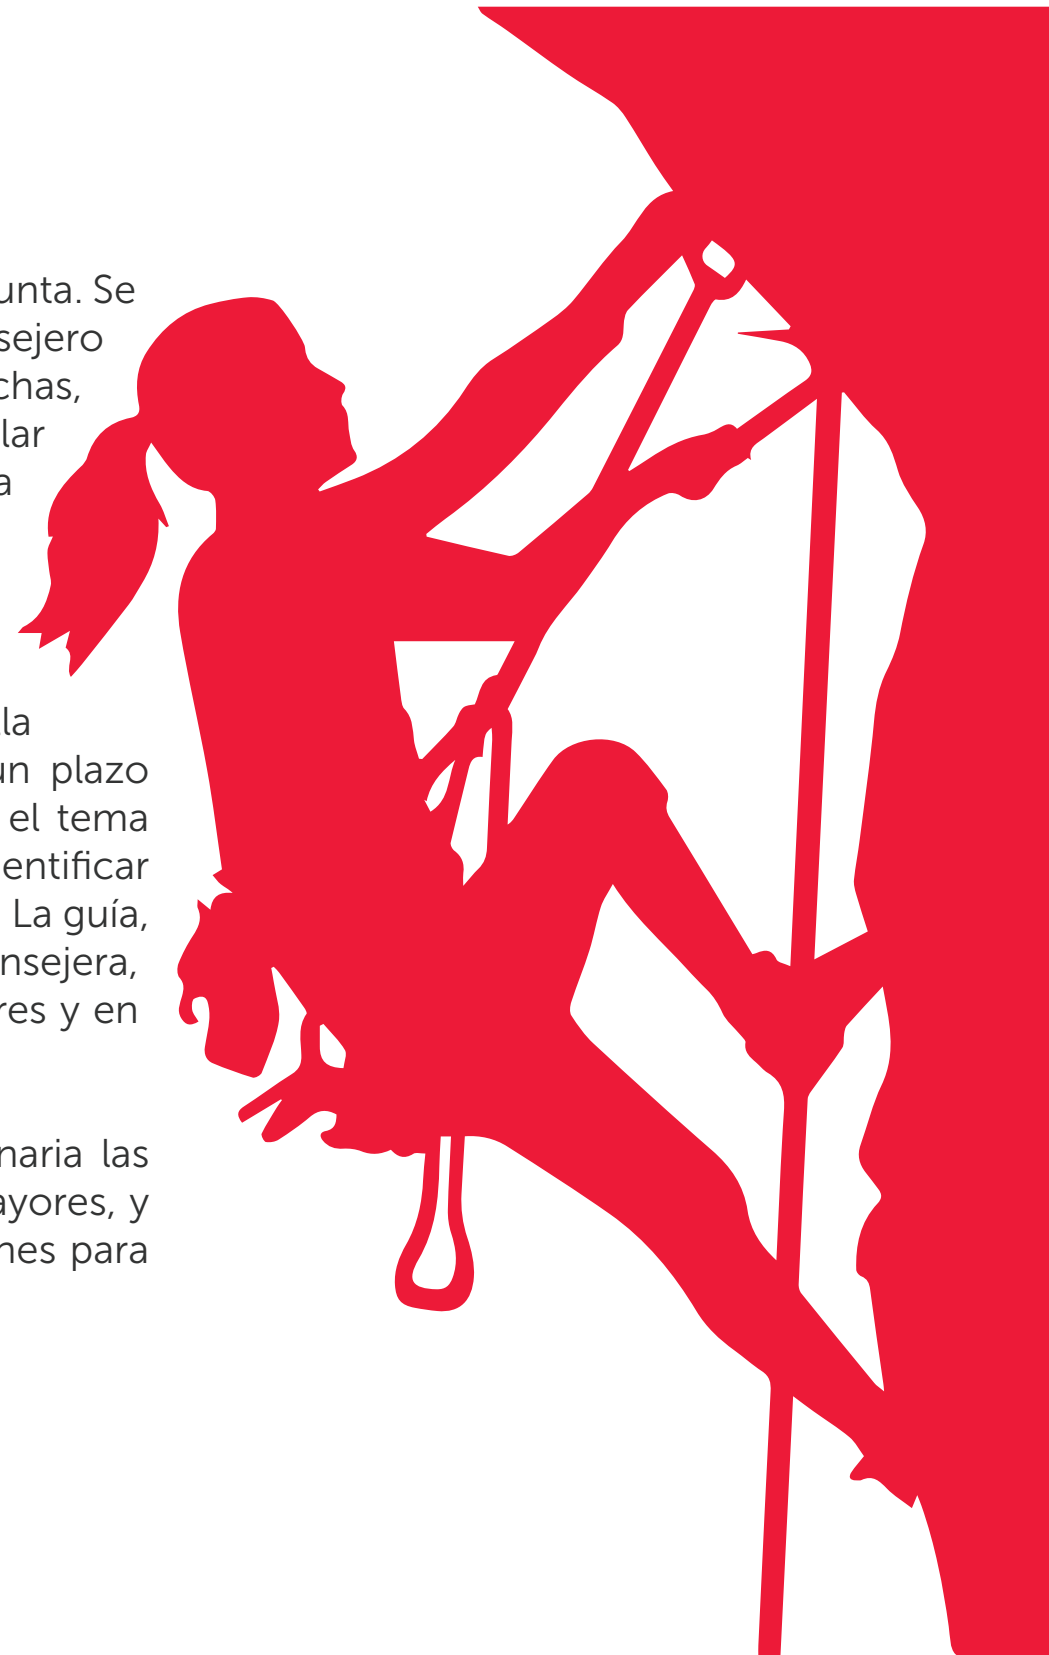 unta. Se
sejero
chas,
lar
a
la
un plazo
el tema
entificar
La guía,
nsejera,
res y en
naria las
ayores, y
nes para